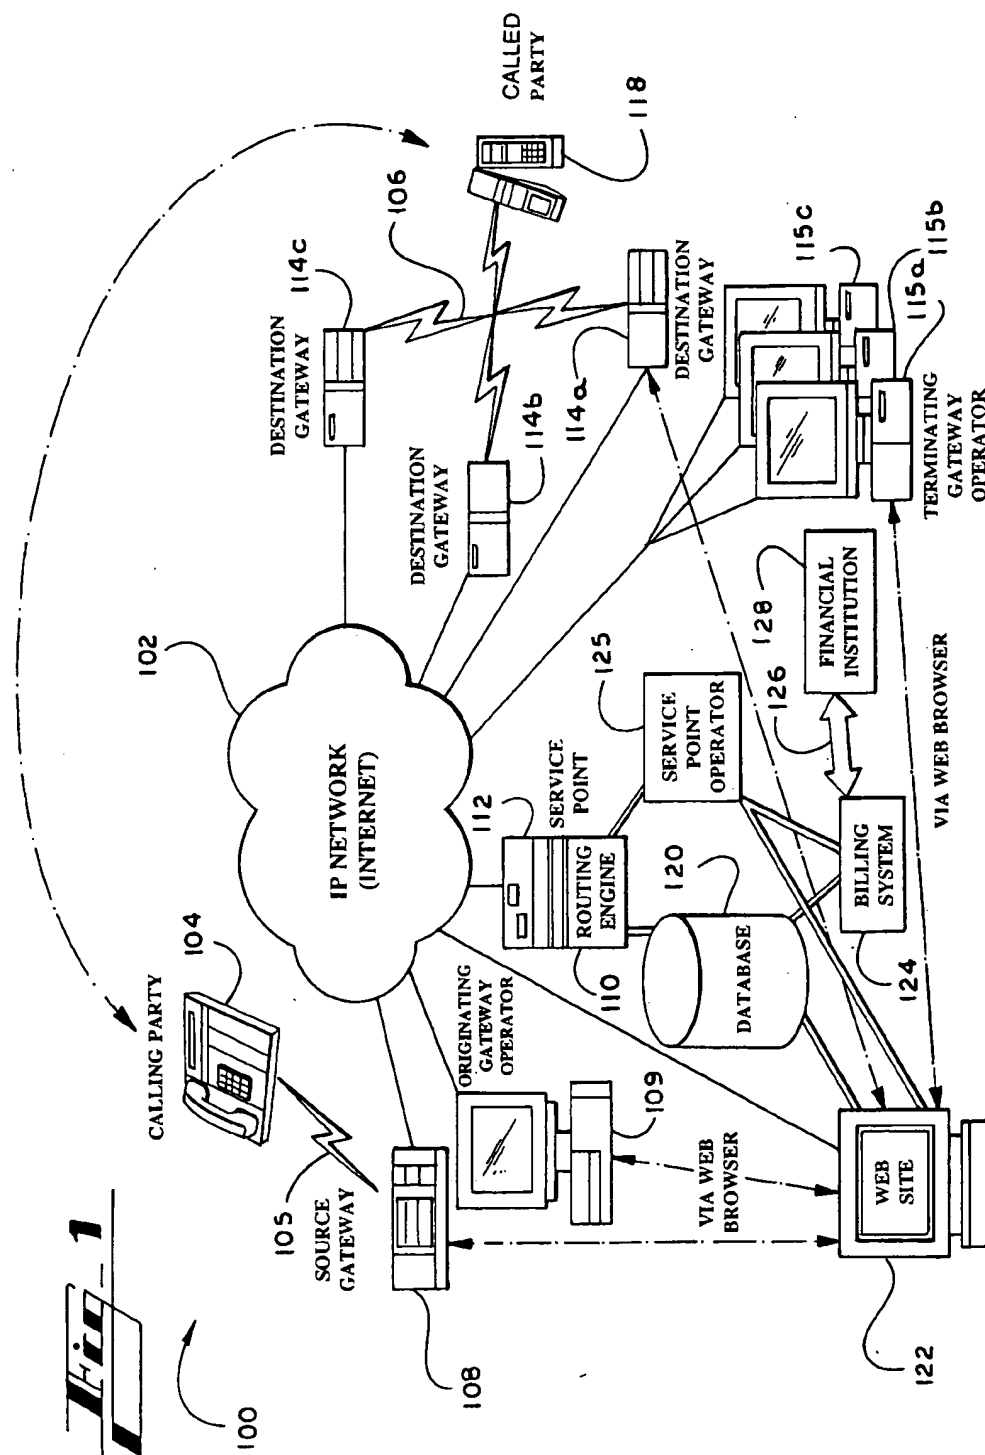 Fig 1
100
CALLING PARTY
104
105
SOURCE
GATEWAY
108
ORIGINATING
GATEWAY
OPERATOR
109
VIA WEB
BROWSER
WEB
SITE
122
102
IP NETWORK
(INTERNET)
112
SERVICE
POINT
ROUTING
ENGINE
110
DATABASE
120
125
SERVICE
POINT
OPERATOR
BILLING
SYSTEM
124
126
128
FINANCIAL
INSTITUTION
VIA WEB BROWSER
DESTINATION
GATEWAY
114c
106
DESTINATION
GATEWAY
114b
114a
DESTINATION
GATEWAY
CALLED
PARTY
118
115c
115b
115a
TERMINATING
GATEWAY
OPERATOR